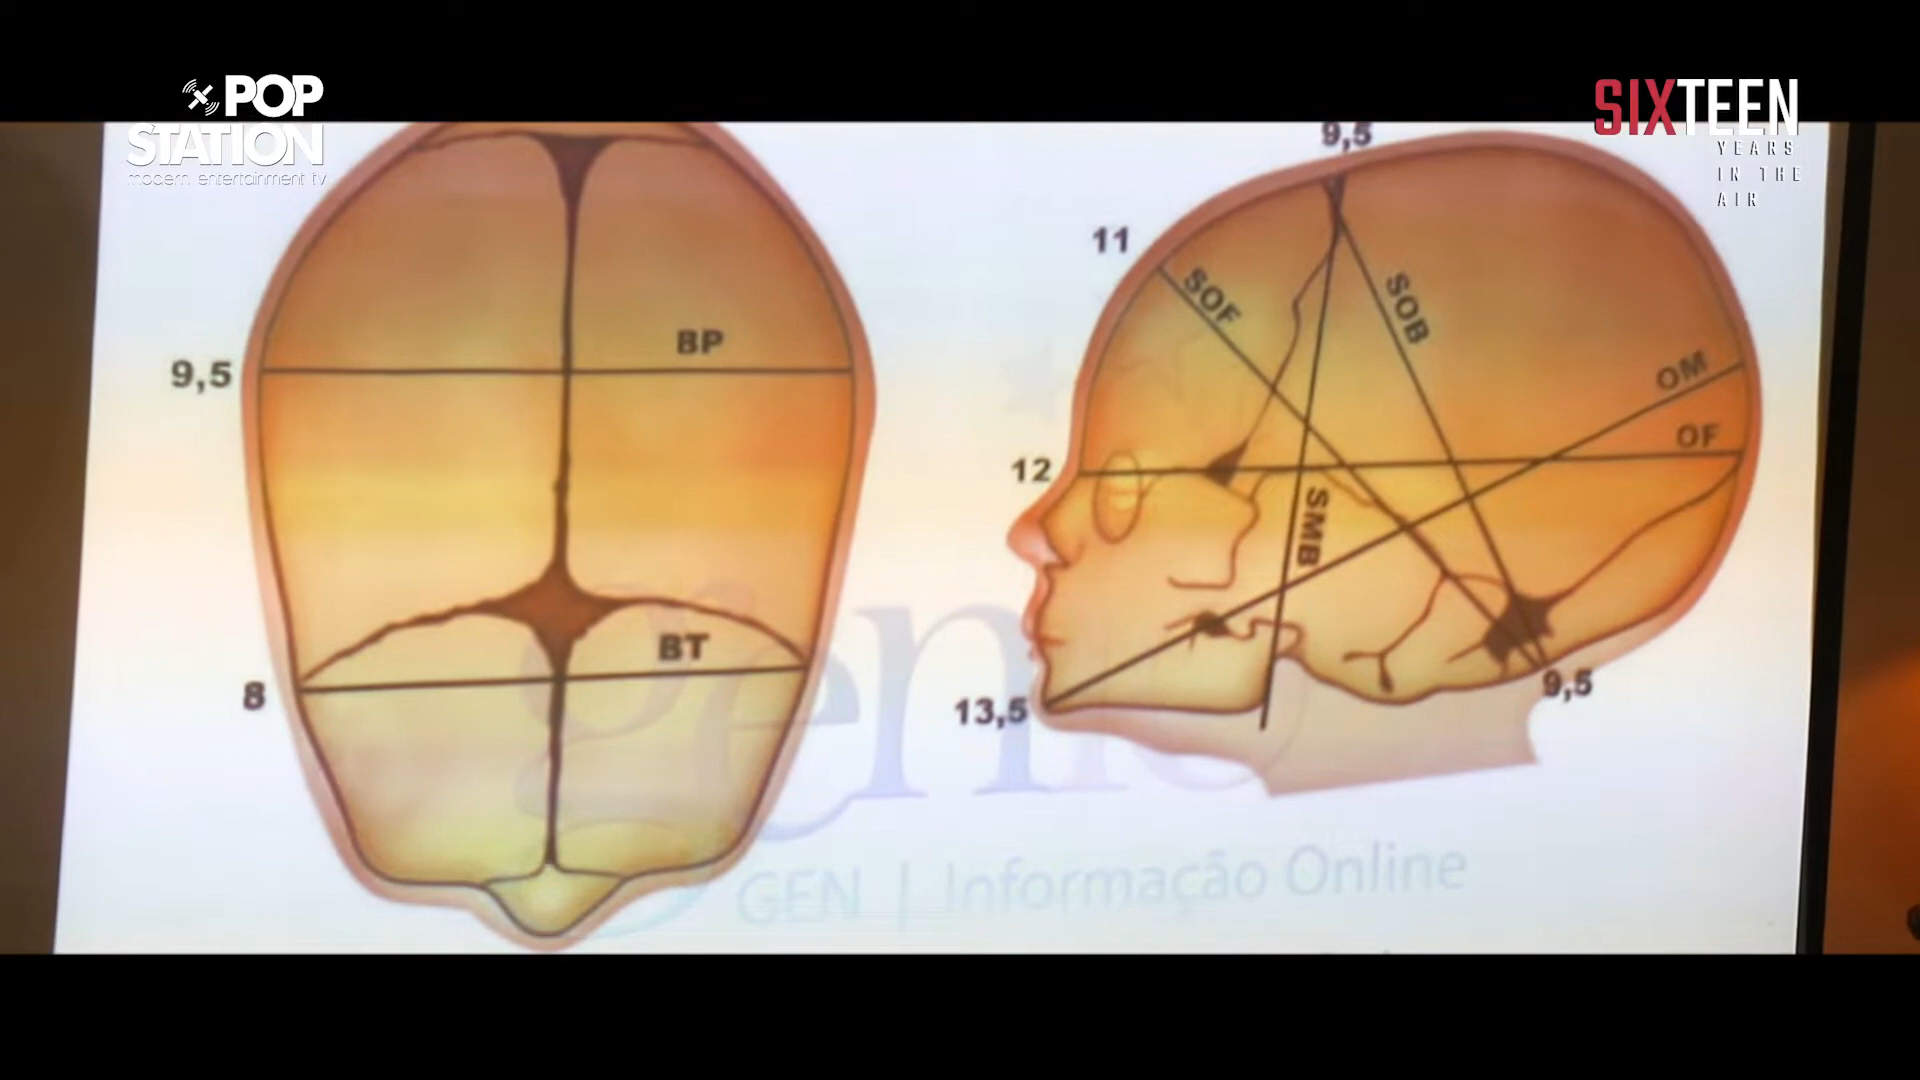 POP
STATION
modern entertainment tv
SIXTEEN
YEARS
IN THE
AIR
9,5
BP
8
BT
9,5
11
SOF
SOB
OM
OF
12
SMB
13,5
9,5
genio
GEN | Informação Online